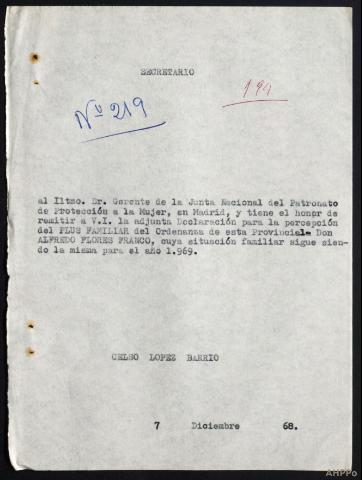 SECRETARIO
194
Nº 219
al Iltmo. Dr. Gerente de la Junta Nacional del Patronato
de Protección a la Mujer, en Madrid, y tiene el honor de
remitir a V.I. la adjunta Declaración para la percepción
del PLUS FAMILIAR del Ordenanza de esta Provincial- Don
ALFREDO FLORES FRANCO, cuya situación familiar sigue sien-
do la misma para el año 1.969.
CELSO LOPEZ BARRIO
7 Diciembre 68.
AHPPo